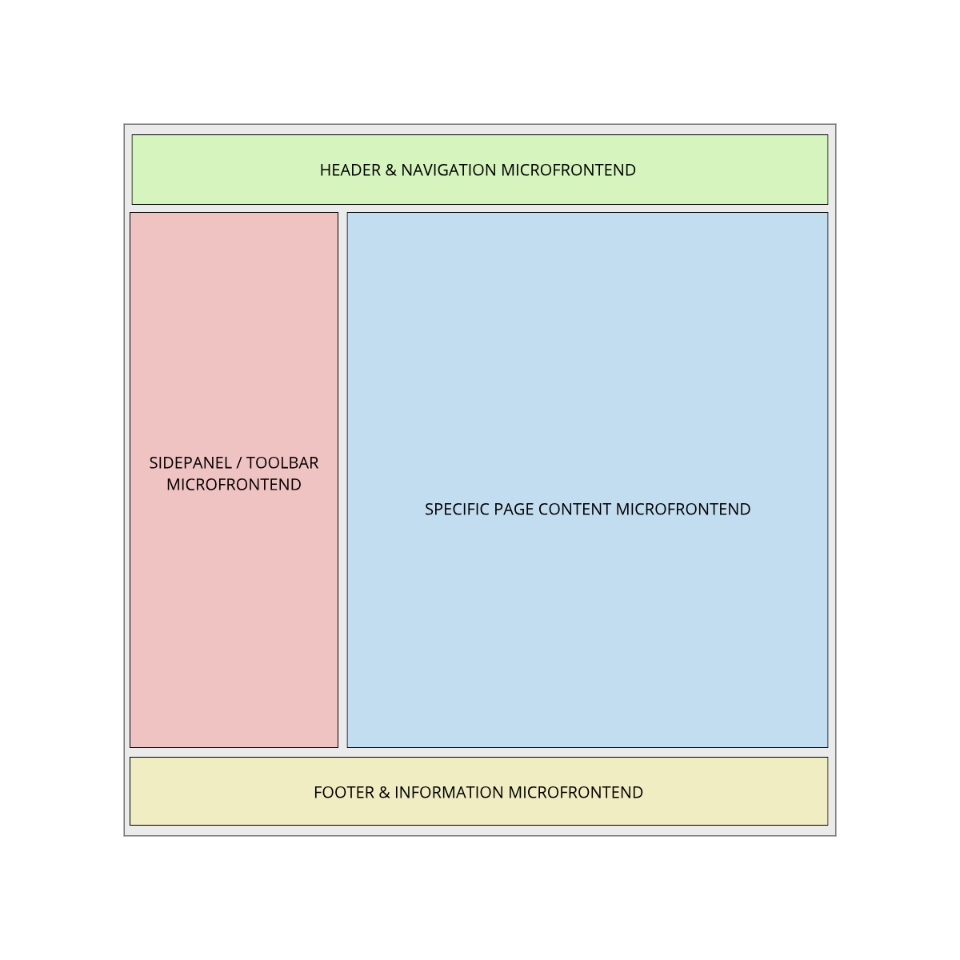 HEADER & NAVIGATION MICROFRONTEND
SIDEPANEL / TOOLBAR
MICROFRONTEND
SPECIFIC PAGE CONTENT MICROFRONTEND
FOOTER & INFORMATION MICROFRONTEND